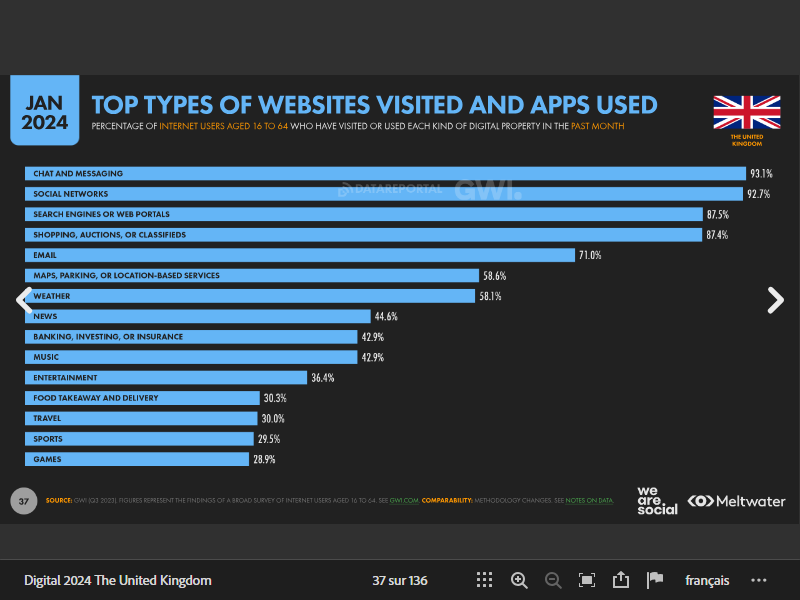 JAN
2024
TOP TYPES OF WEBSITES VISITED AND APPS USED
PERCENTAGE OF INTERNET USERS AGED 16 TO 64 WHO HAVE VISITED OR USED EACH KIND OF DIGITAL PROPERTY IN THE PAST MONTH
THE UNITED
KINGDOM
CHAT AND MESSAGING 93.1%
SOCIAL NETWORKS 92.7%
DATAREPORTAL GWI.
SEARCH ENGINES OR WEB PORTALS 87.5%
SHOPPING, AUCTIONS, OR CLASSIFIEDS 87.4%
EMAIL 71.0%
MAPS, PARKING, OR LOCATION-BASED SERVICES 58.6%
WEATHER 58.1%
NEWS 44.6%
BANKING, INVESTING, OR INSURANCE 42.9%
MUSIC 42.9%
ENTERTAINMENT 36.4%
FOOD TAKEAWAY AND DELIVERY 30.3%
TRAVEL 30.0%
SPORTS 29.5%
GAMES 28.9%
37
SOURCE: GWI (Q3 2023). FIGURES REPRESENT THE FINDINGS OF A BROAD SURVEY OF INTERNET USERS AGED 16 TO 64. SEE GWI.COM. COMPARABILITY: METHODOLOGY CHANGES. SEE NOTES ON DATA.
we
are.
social
Meltwater
Digital 2024 The United Kingdom
37 sur 136
français